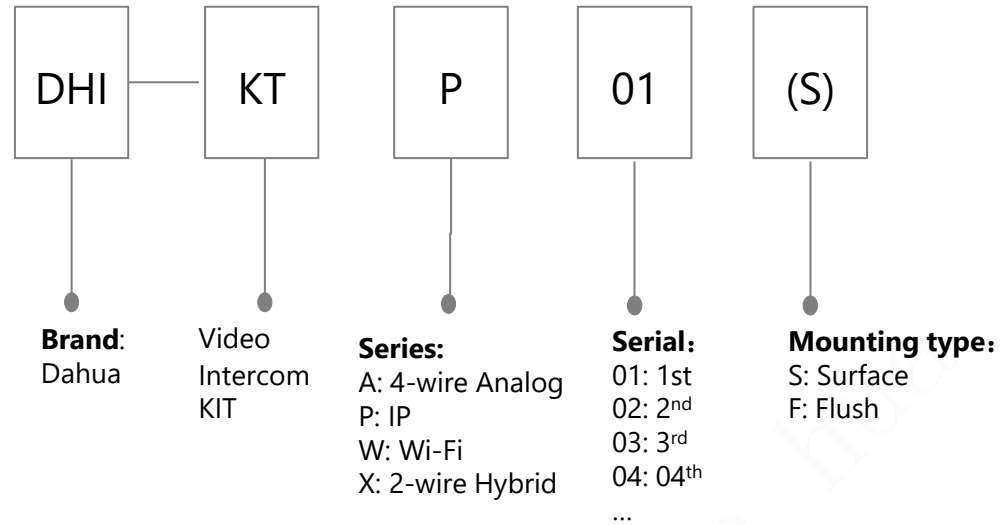 DHI KT P 01 (S)
Brand:
Dahua
Video
Intercom
KIT
Series:
A: 4-wire Analog
P: IP
W: Wi-Fi
X: 2-wire Hybrid
Serial：
01: 1st
02: 2nd
03: 3rd
04: 04th
...
Mounting type：
S: Surface
F: Flush